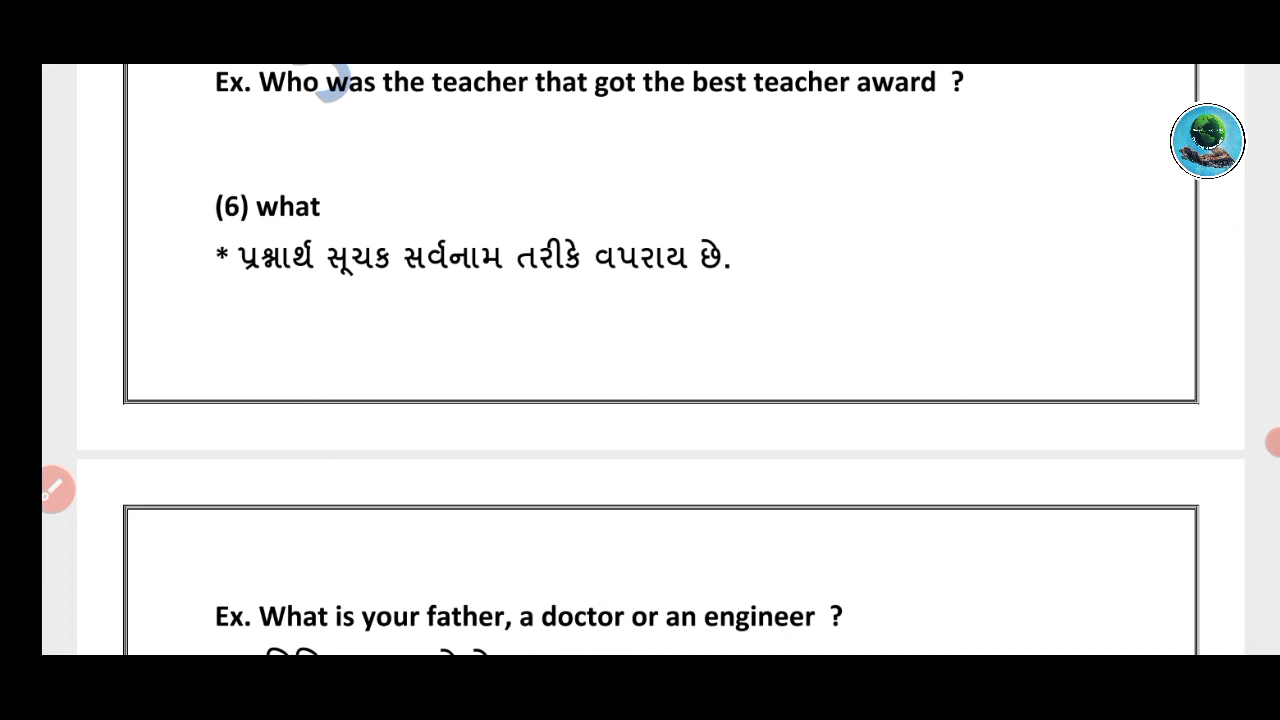 Ex. Who was the teacher that got the best teacher award ?
(6) what
* પ્રશ્નાર્થ સૂચક સર્વનામ તરીકે વપરાય છે.
Ex. What is your father, a doctor or an engineer ?